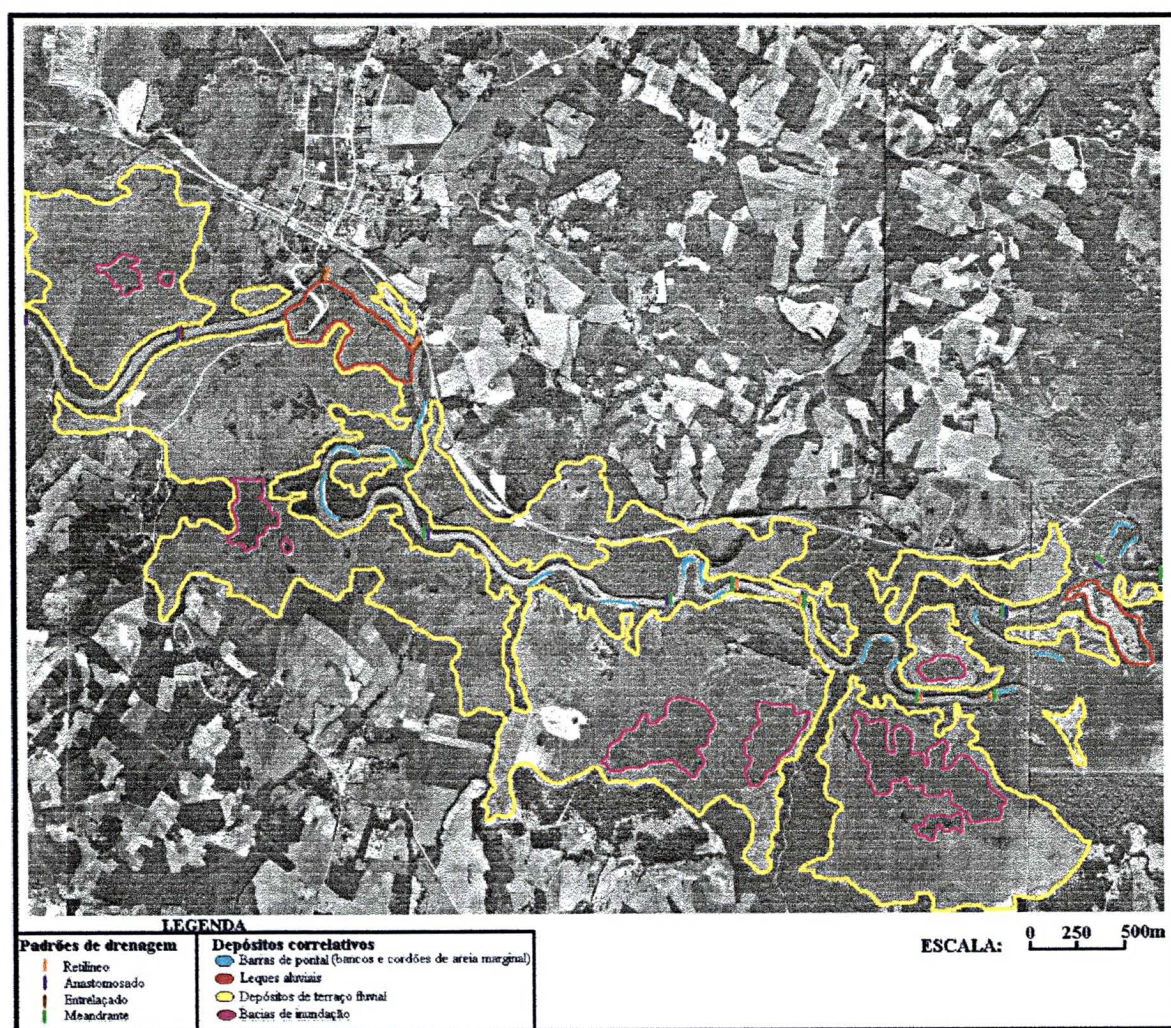 LEGENDA
Padrões de drenagem
Retilíneo
Anastomosado
Entrelaçado
Meandrante
Depósitos correlativos
Barras de pontal (bancos e cordões de areia marginal)
Leques aluviais
Depósitos de terraço fluvial
Bacias de inundação
ESCALA: 0 250 500m